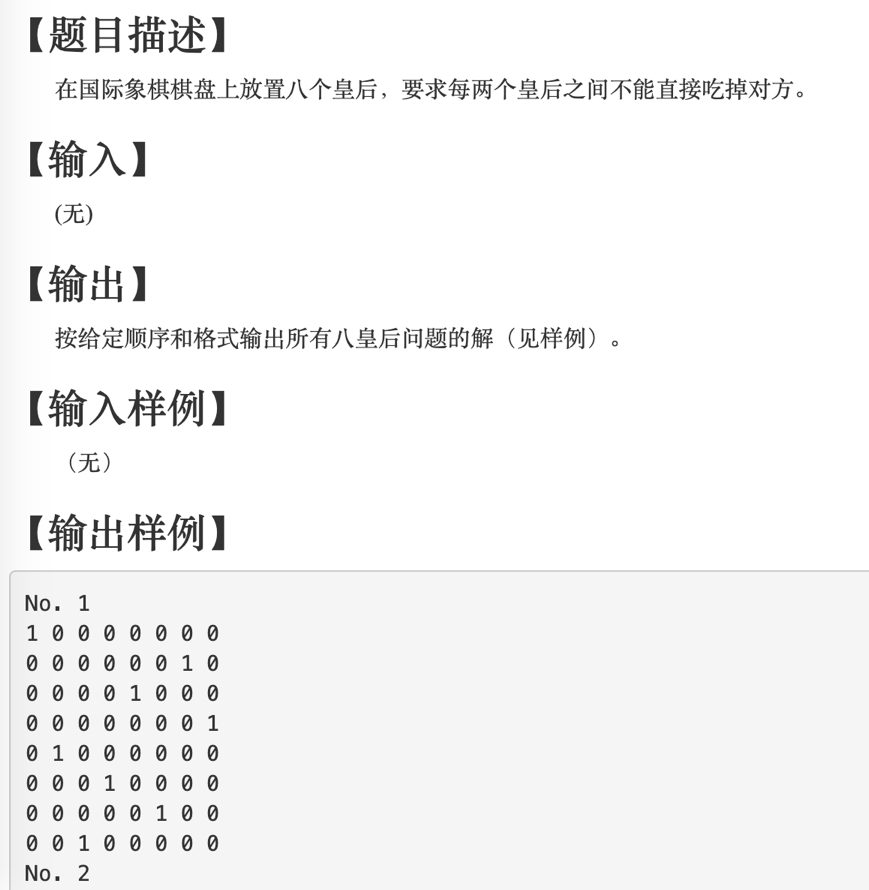 【题目描述】
在国际象棋棋盘上放置八个皇后，要求每两个皇后之间不能直接吃掉对方。
【输入】
(无)
【输出】
按给定顺序和格式输出所有八皇后问题的解（见样例）。
【输入样例】
（无）
【输出样例】
No. 1
1 0 0 0 0 0 0 0
0 0 0 0 0 0 1 0
0 0 0 0 1 0 0 0
0 0 0 0 0 0 0 1
0 1 0 0 0 0 0 0
0 0 0 1 0 0 0 0
0 0 0 0 0 1 0 0
0 0 1 0 0 0 0 0
No. 2